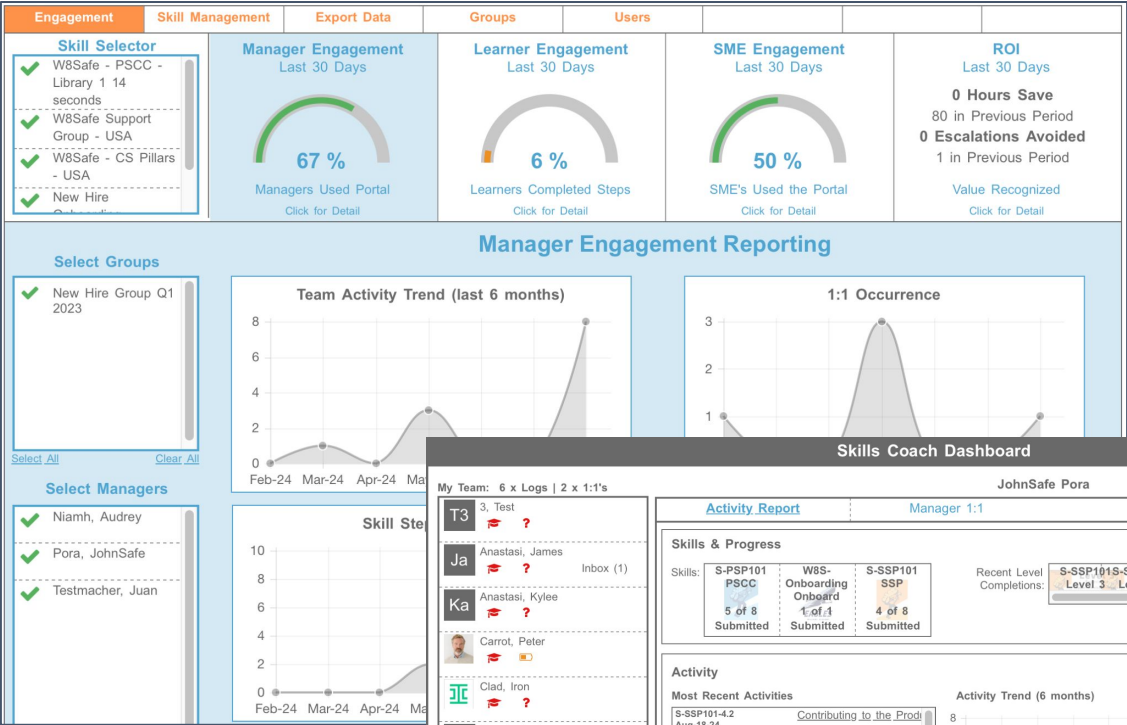 Engagement
Skill Management
Export Data
Groups
Users
Skill Selector
W8Safe - PSCC -
Library 1 14
seconds
W8Safe Support
Group - USA
W8Safe - CS Pillars
- USA
New Hire
Manager Engagement
Last 30 Days
67 %
Managers Used Portal
Click for Detail
Learner Engagement
Last 30 Days
6 %
Learners Completed Steps
Click for Detail
SME Engagement
Last 30 Days
50 %
SME's Used the Portal
Click for Detail
ROI
Last 30 Days
0 Hours Save
80 in Previous Period
0 Escalations Avoided
1 in Previous Period
Value Recognized
Click for Detail
Manager Engagement Reporting
Select Groups
New Hire Group Q1
2023
Select All
Clear All
Select Managers
Niamh, Audrey
Pora, JohnSafe
Testmacher, Juan
Team Activity Trend (last 6 months)
8
6
4
2
0
Feb-24 Mar-24 Apr-24 Ma
1:1 Occurrence
3
2
1
Skill Ste
10
8
6
4
2
0
Feb-24 Mar-24 Apr-24 Ma
Skills Coach Dashboard
My Team: 6 x Logs | 2 x 1:1's
JohnSafe Pora
T3
3, Test
?
Ja
Anastasi, James
?
Inbox (1)
Ka
Anastasi, Kylee
?
Carrot, Peter
Clad, Iron
?
Activity Report
Manager 1:1
Skills & Progress
Skills:
S-PSP101
PSCC
5 of 8
Submitted
W8S-
Onboarding
Onboard
1 of 1
Submitted
S-SSP101
SSP
4 of 8
Submitted
Recent Level
Completions:
S-SSP101S-S
Level 3 Le
Activity
Most Recent Activities
S-SSP101-4.2
Aug-18-24
Contributing to the Produ
Activity Trend (6 months)
8